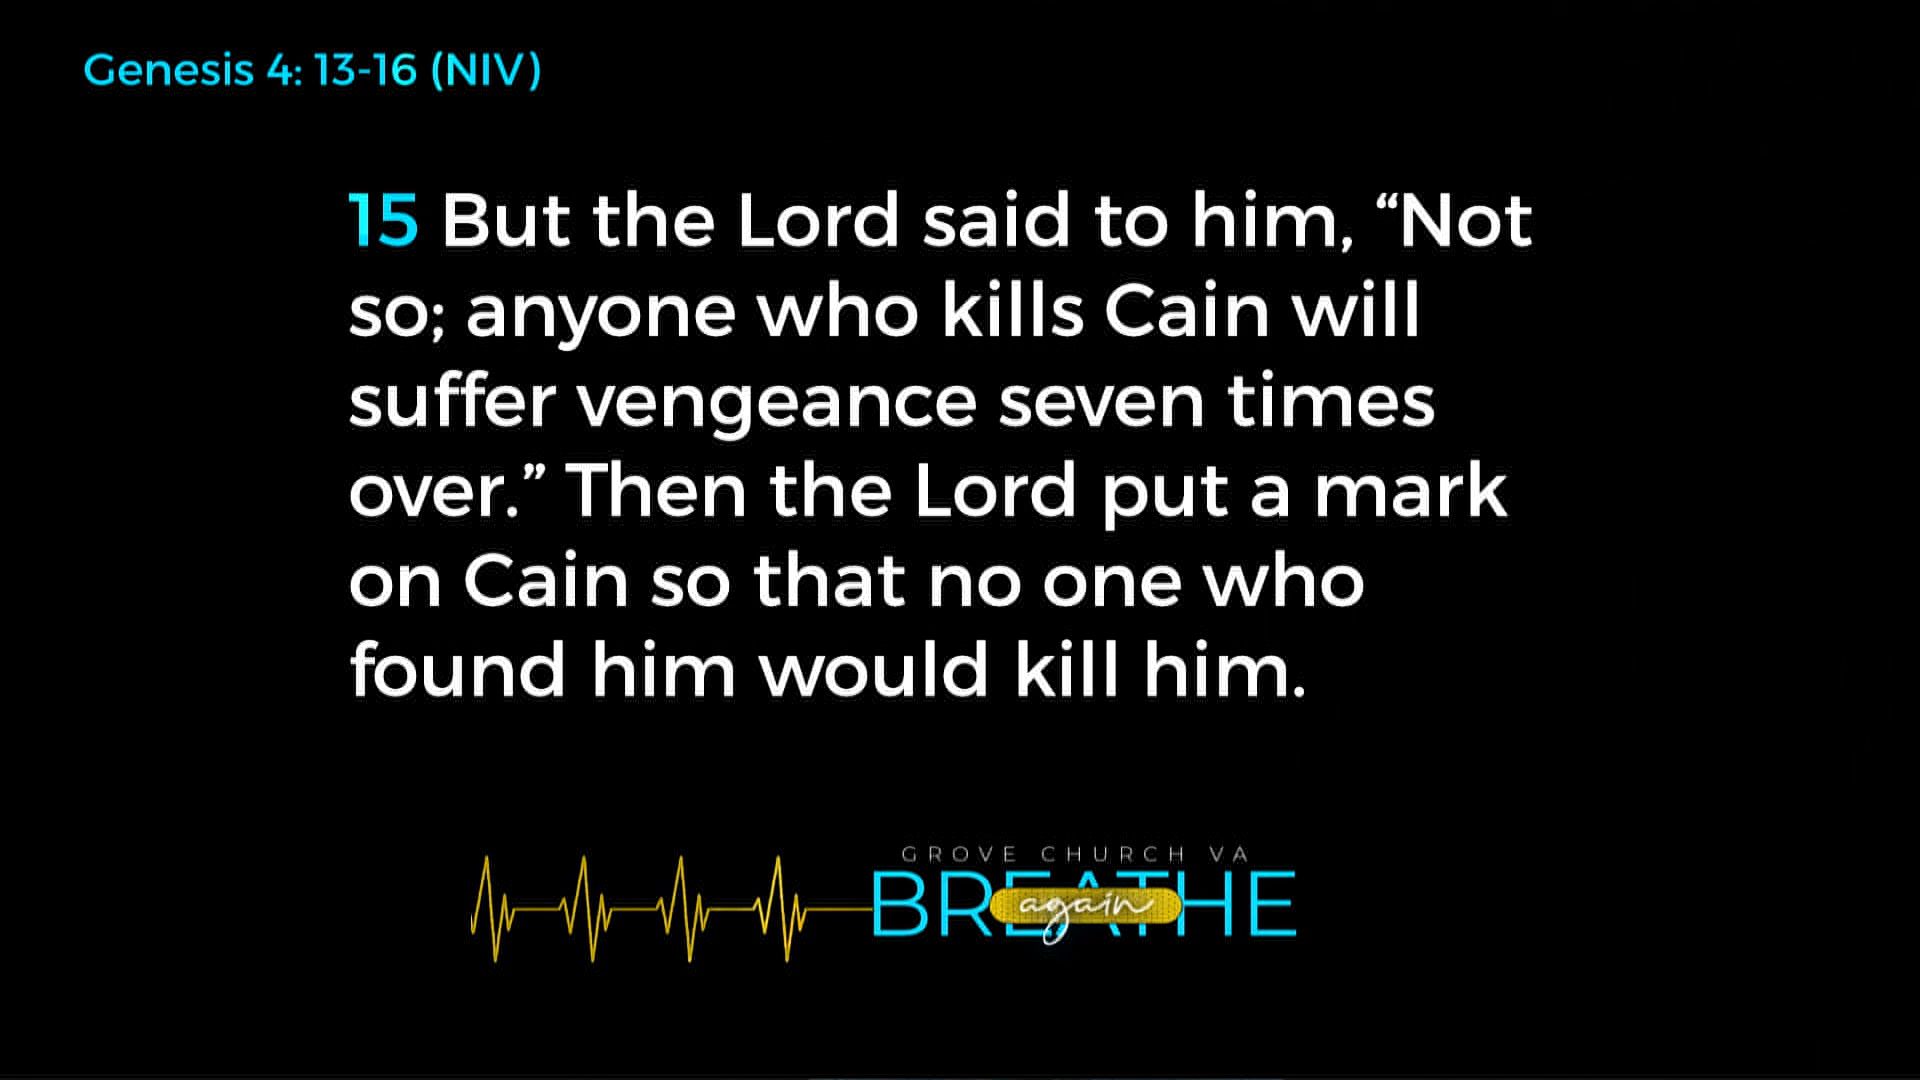 Genesis 4: 13-16 (NIV)
15 But the Lord said to him, “Not
so; anyone who kills Cain will
suffer vengeance seven times
over.” Then the Lord put a mark
on Cain so that no one who
found him would kill him.
GROVE CHURCH VA
BREATHE
again